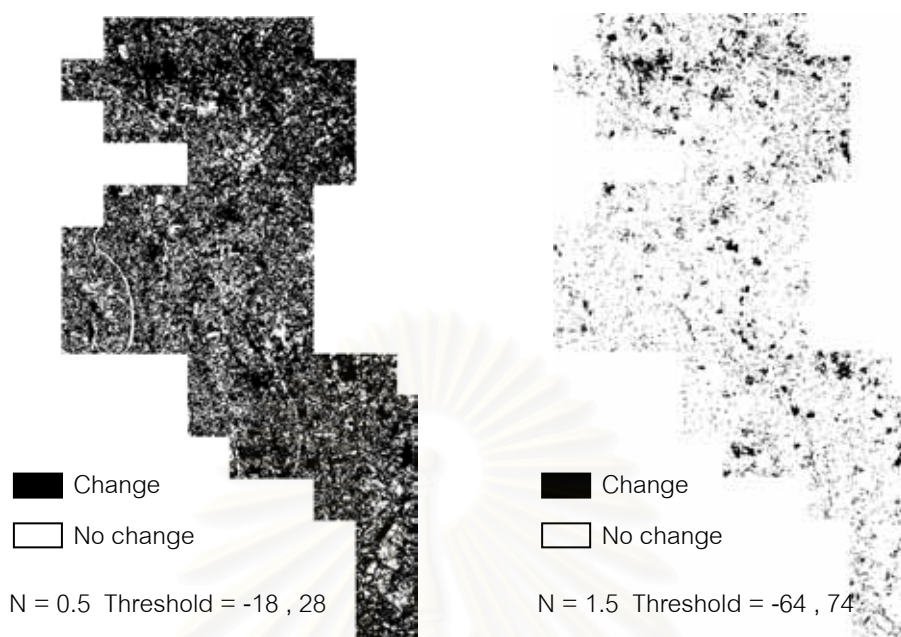 Change
No change
N = 0.5 Threshold = -18 , 28
Change
No change
N = 1.5 Threshold = -64 , 74